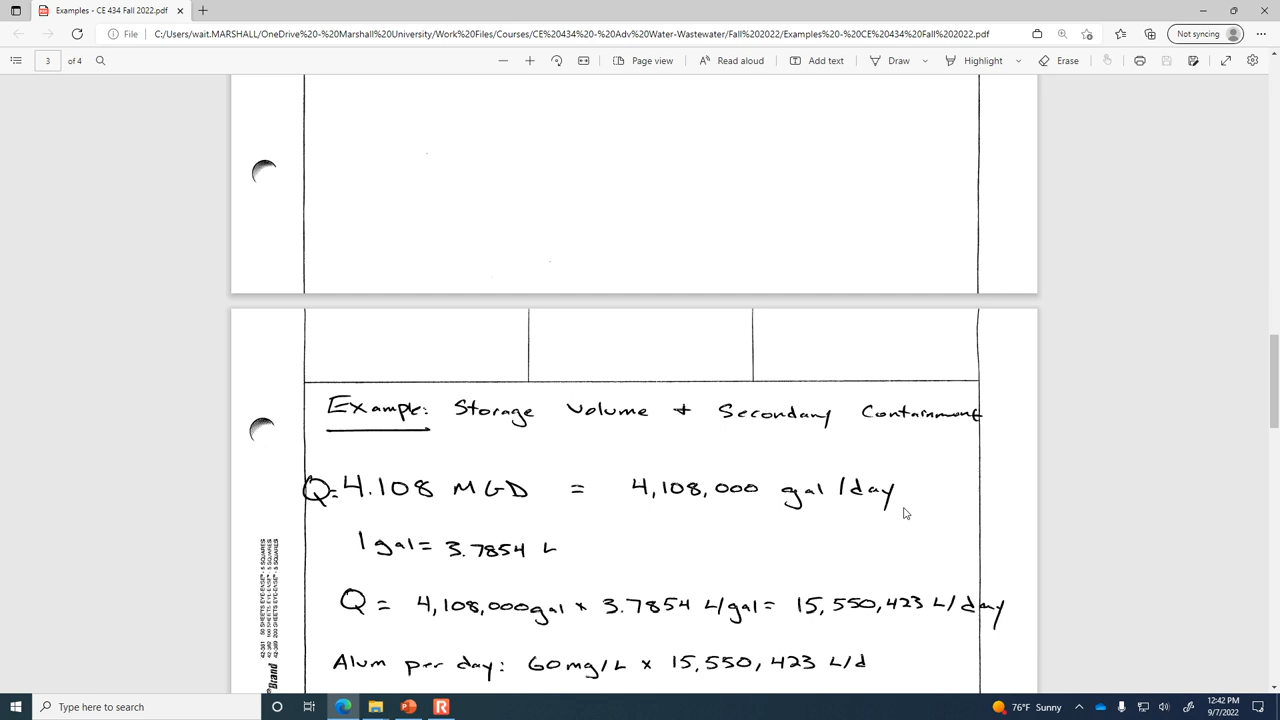 Examples - CE 434 Fall 2022.pdf
File C:/Users/wait.MARSHALL/OneDrive%20-%20Marshall%20University/Work%20Files/Courses/CE%20434%20-%20Adv%20Water-Wastewater/Fall%202022/Examples%20-%20CE%20434%20Fall%202022.pdf Not syncing
3 of 4 Page view Read aloud Add text Draw Highlight Erase
Example: Storage Volume + Secondary Containment
Q=4.108 MGD = 4,108,000 gal/day
1 gal= 3.7854 L
Q= 4,108,000gal x 3.7854 L/gal= 15,550,423 L/day
Alum per day: 60mg/L x 15,550,423 L/d
Brand
Type here to search 76°F Sunny 12:42 PM
9/7/2022